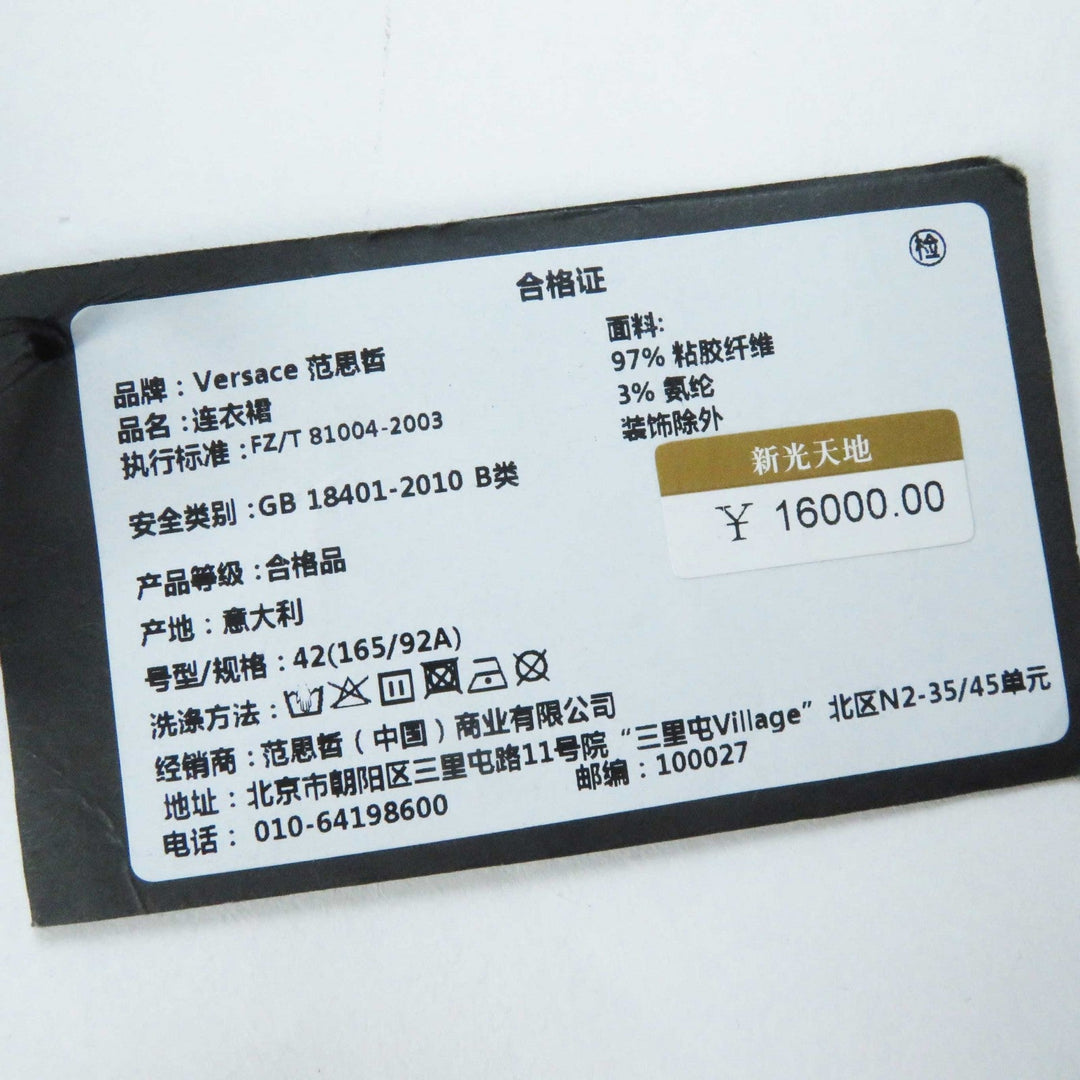 合格证
检
品牌：Versace 范思哲
品名：连衣裙
执行标准：FZ/T 81004-2003
安全类别：GB 18401-2010 B类
产品等级：合格品
产地：意大利
号型/规格：42(165/92A)
洗涤方法：
面料:
97% 粘胶纤维
3% 氨纶
装饰除外
新光天地
¥ 16000.00
经销商：范思哲（中国）商业有限公司
地址：北京市朝阳区三里屯路11号院“三里屯Village”北区N2-35/45单元
电话：010-64198600 邮编：100027